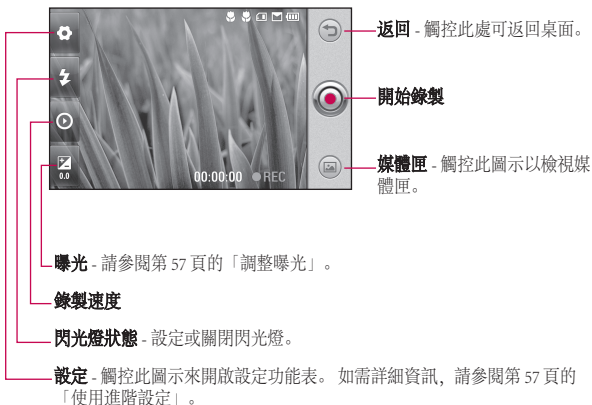 返回 - 觸控此處可返回桌面。
開始錄製
媒體匣 - 觸控此圖示以檢視媒
體匣。
0.0
00:00:00 REC
曝光 - 請參閱第 57 頁的「調整曝光」。
錄製速度
閃光燈狀態 - 設定或關閉閃光燈。
設定 - 觸控此圖示來開啟設定功能表。 如需詳細資訊，請參閱第 57 頁的
「使用進階設定」。